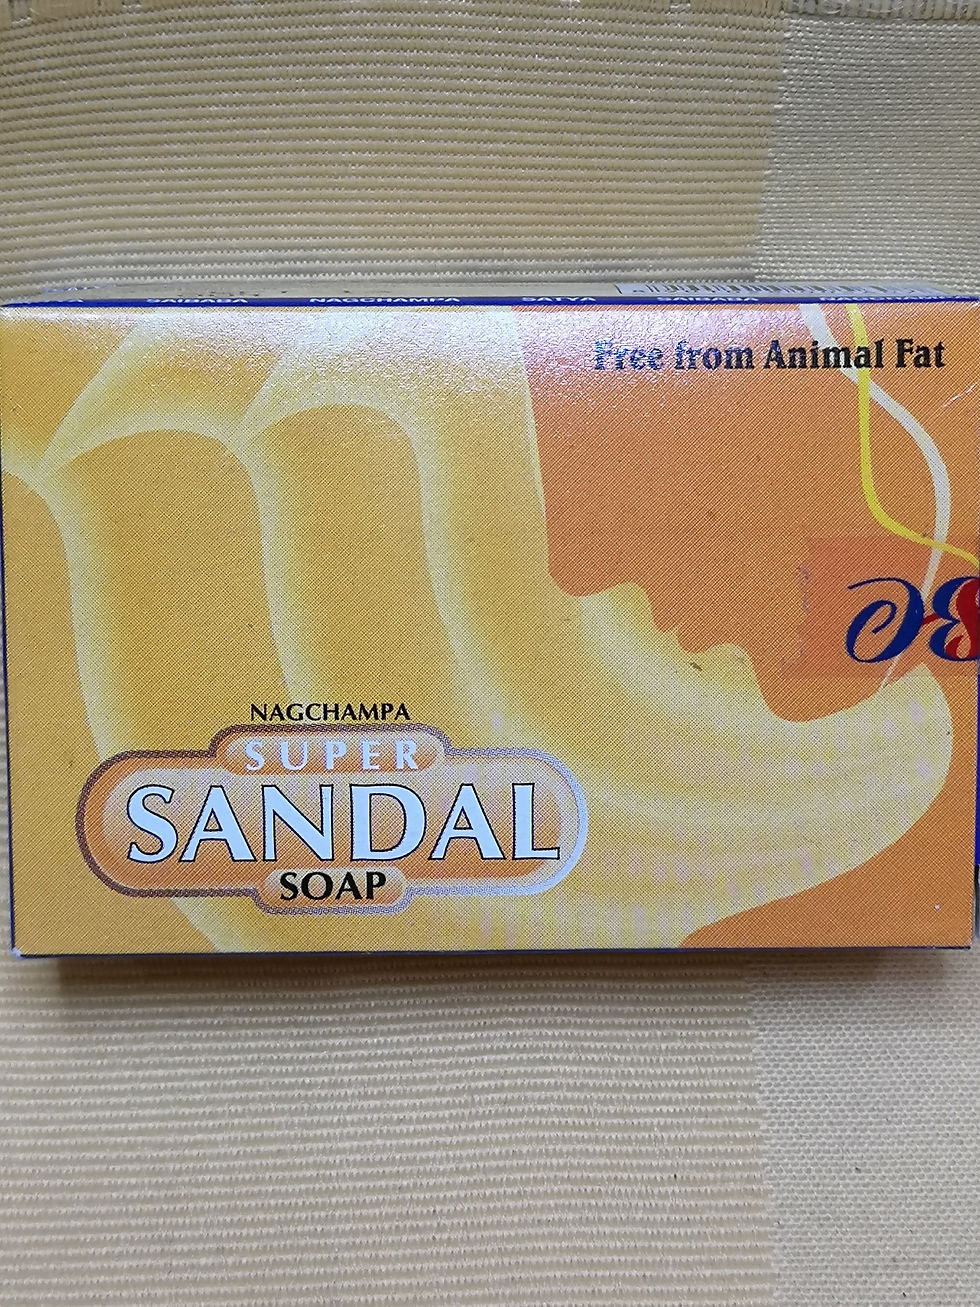 SAIBABA NAGCHAMPA SATYA SAIBABA
Free from Animal Fat
NAGCHAMPA
SUPER
SANDAL
SOAP